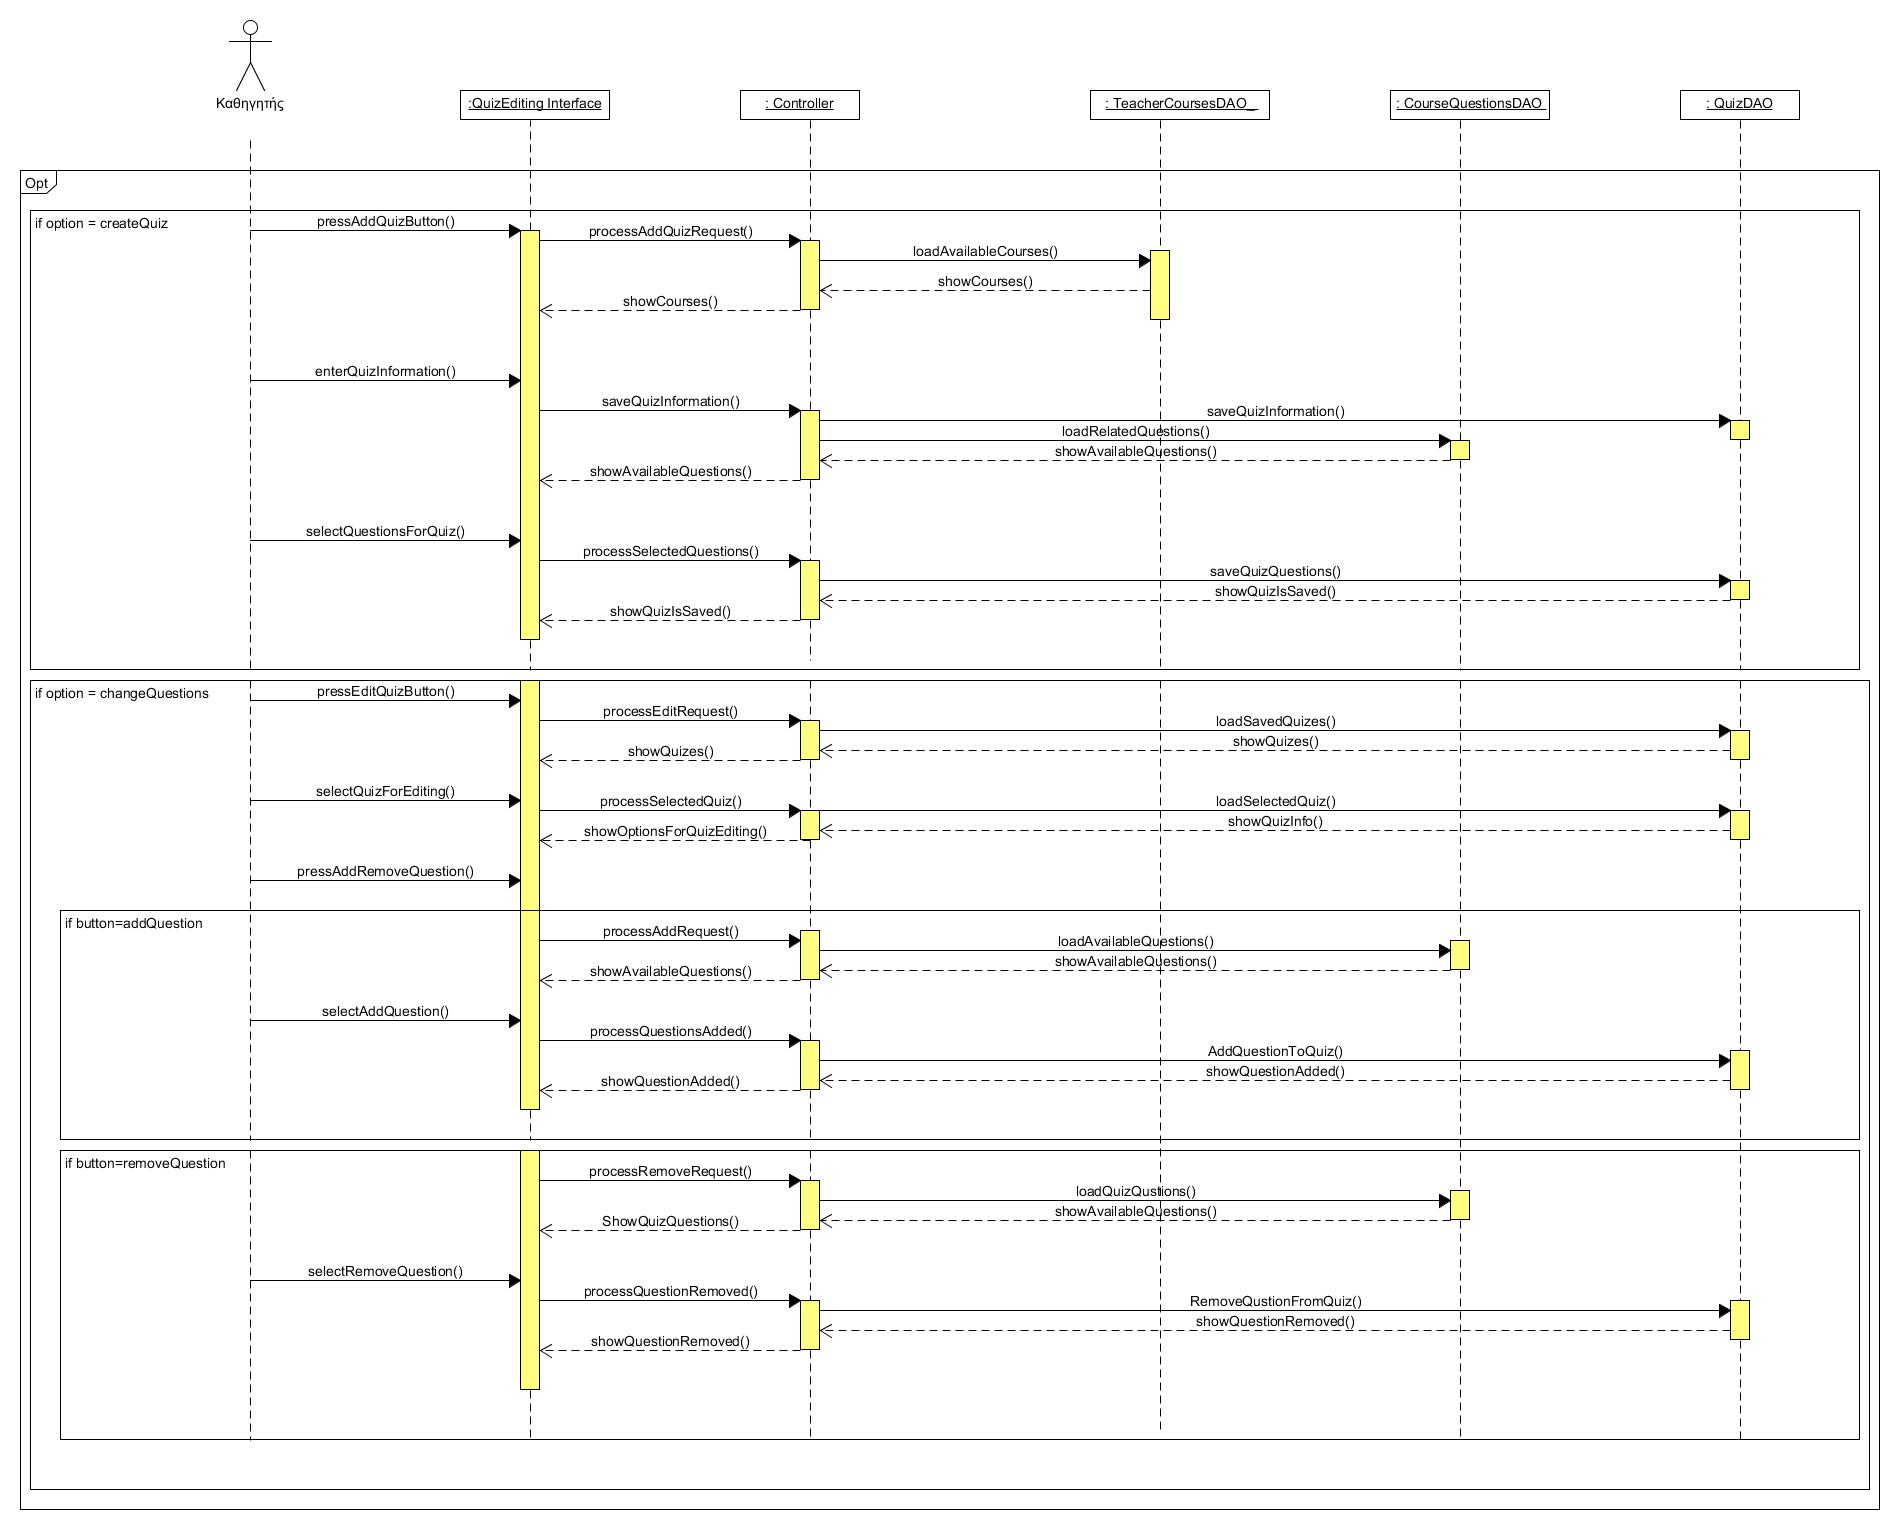 Καθηγητής
:QuizEditing Interface
: Controller
: TeacherCoursesDAO_
: CourseQuestionsDAO
: QuizDAO
Opt
if option = createQuiz
pressAddQuizButton()
processAddQuizRequest()
loadAvailableCourses()
showCourses()
showCourses()
enterQuizInformation()
saveQuizInformation()
saveQuizInformation()
loadRelatedQuestions()
showAvailableQuestions()
showAvailableQuestions()
selectQuestionsForQuiz()
processSelectedQuestions()
saveQuizQuestions()
showQuizIsSaved()
showQuizIsSaved()
if option = changeQuestions
pressEditQuizButton()
processEditRequest()
loadSavedQuizes()
showQuizes()
showQuizes()
selectQuizForEditing()
processSelectedQuiz()
loadSelectedQuiz()
showQuizInfo()
showOptionsForQuizEditing()
pressAddRemoveQuestion()
if button=addQuestion
processAddRequest()
loadAvailableQuestions()
showAvailableQuestions()
showAvailableQuestions()
selectAddQuestion()
processQuestionsAdded()
AddQuestionToQuiz()
showQuestionAdded()
showQuestionAdded()
if button=removeQuestion
processRemoveRequest()
loadQuizQustions()
showAvailableQuestions()
ShowQuizQuestions()
selectRemoveQuestion()
processQuestionRemoved()
RemoveQustionFromQuiz()
showQuestionRemoved()
showQuestionRemoved()